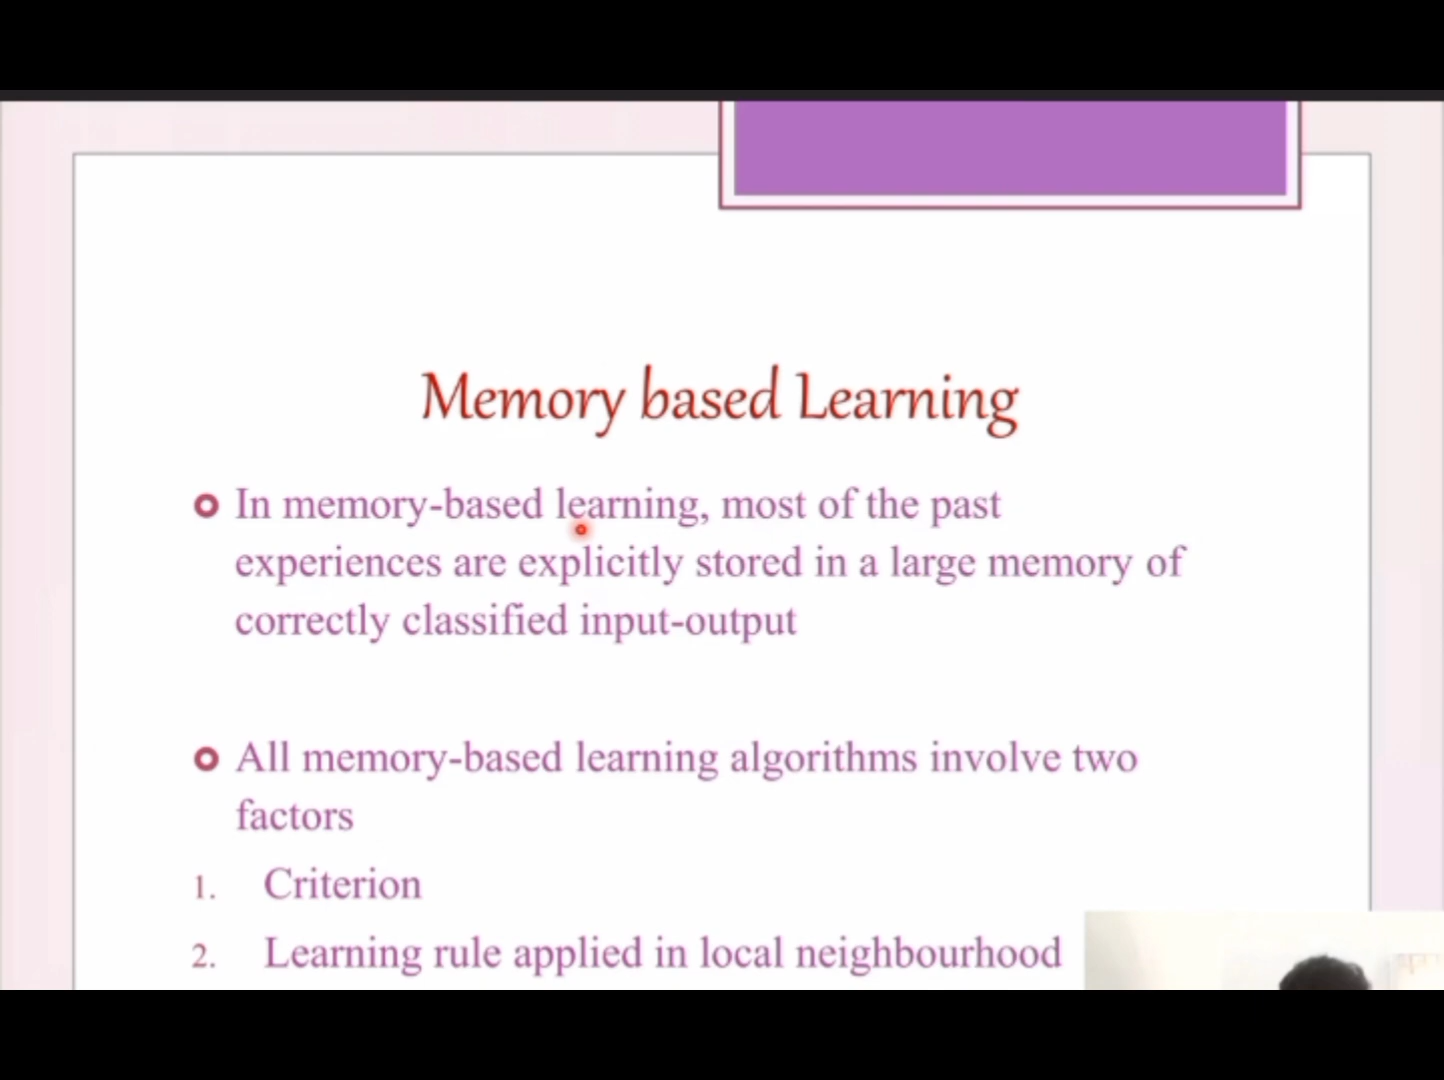 Memory based Learning
In memory-based learning, most of the past
experiences are explicitly stored in a large memory of
correctly classified input-output
All memory-based learning algorithms involve two
factors
1. Criterion
2. Learning rule applied in local neighbourhood